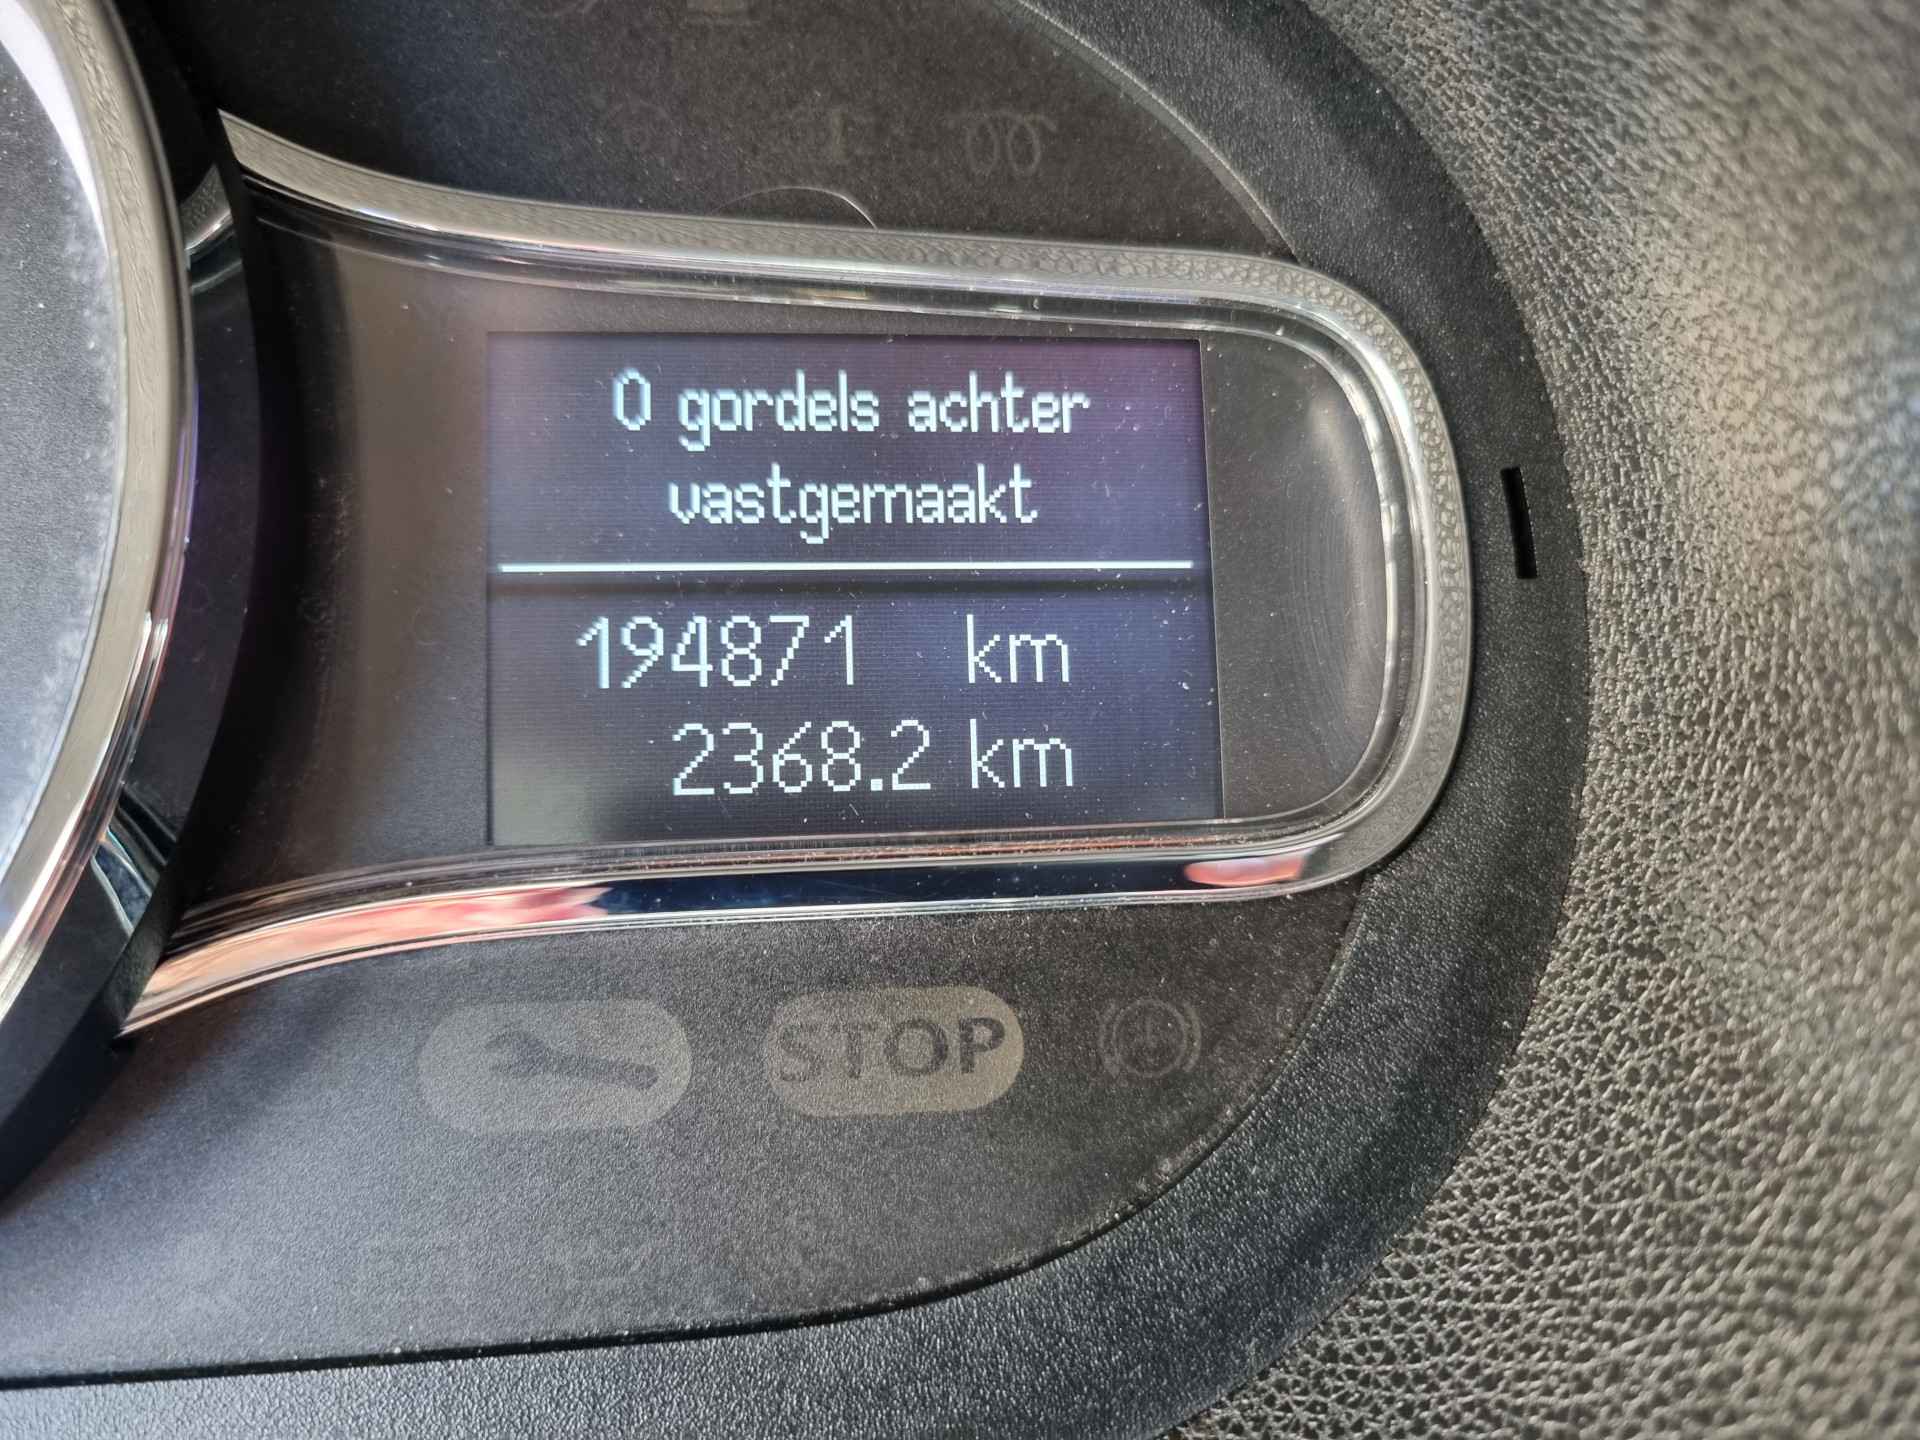 0 gordels achter
vastgemaakt
194871 km
2368.2 km
STOP